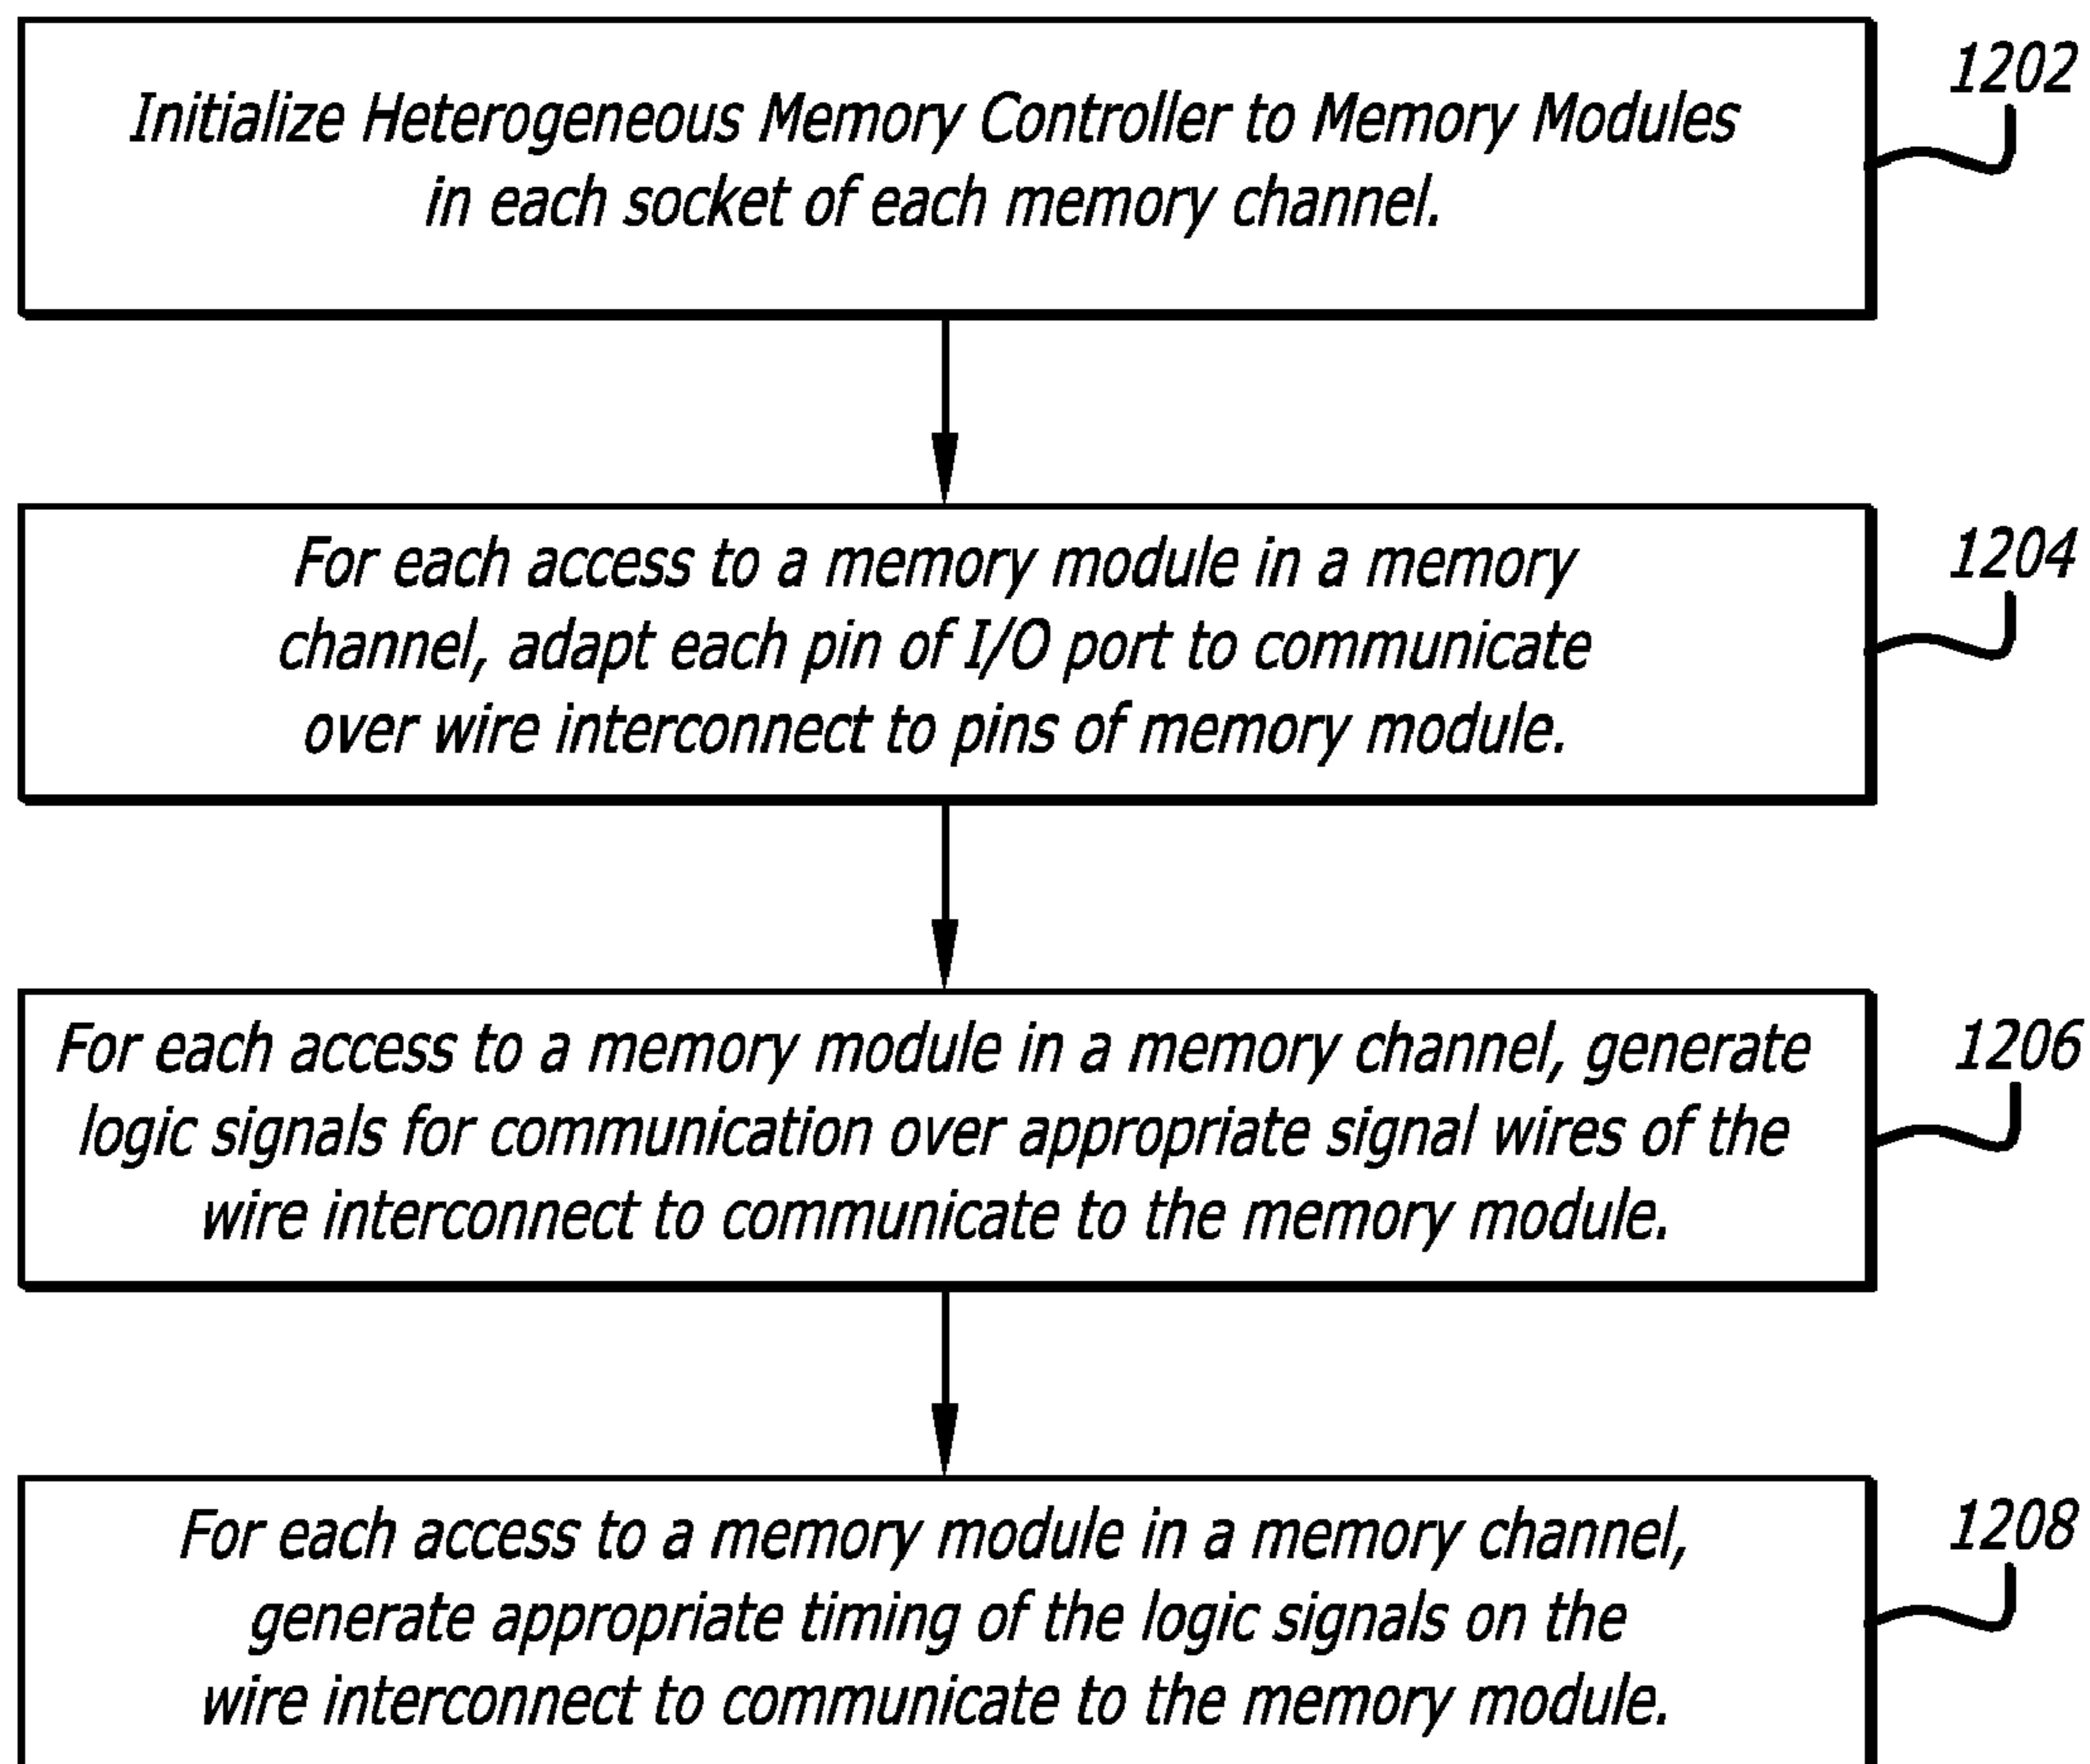 Initialize Heterogeneous Memory Controller to Memory Modules
in each socket of each memory channel.
1202
For each access to a memory module in a memory
channel, adapt each pin of I/O port to communicate
over wire interconnect to pins of memory module.
1204
For each access to a memory module in a memory channel, generate
logic signals for communication over appropriate signal wires of the
wire interconnect to communicate to the memory module.
1206
For each access to a memory module in a memory channel,
generate appropriate timing of the logic signals on the
wire interconnect to communicate to the memory module.
1208